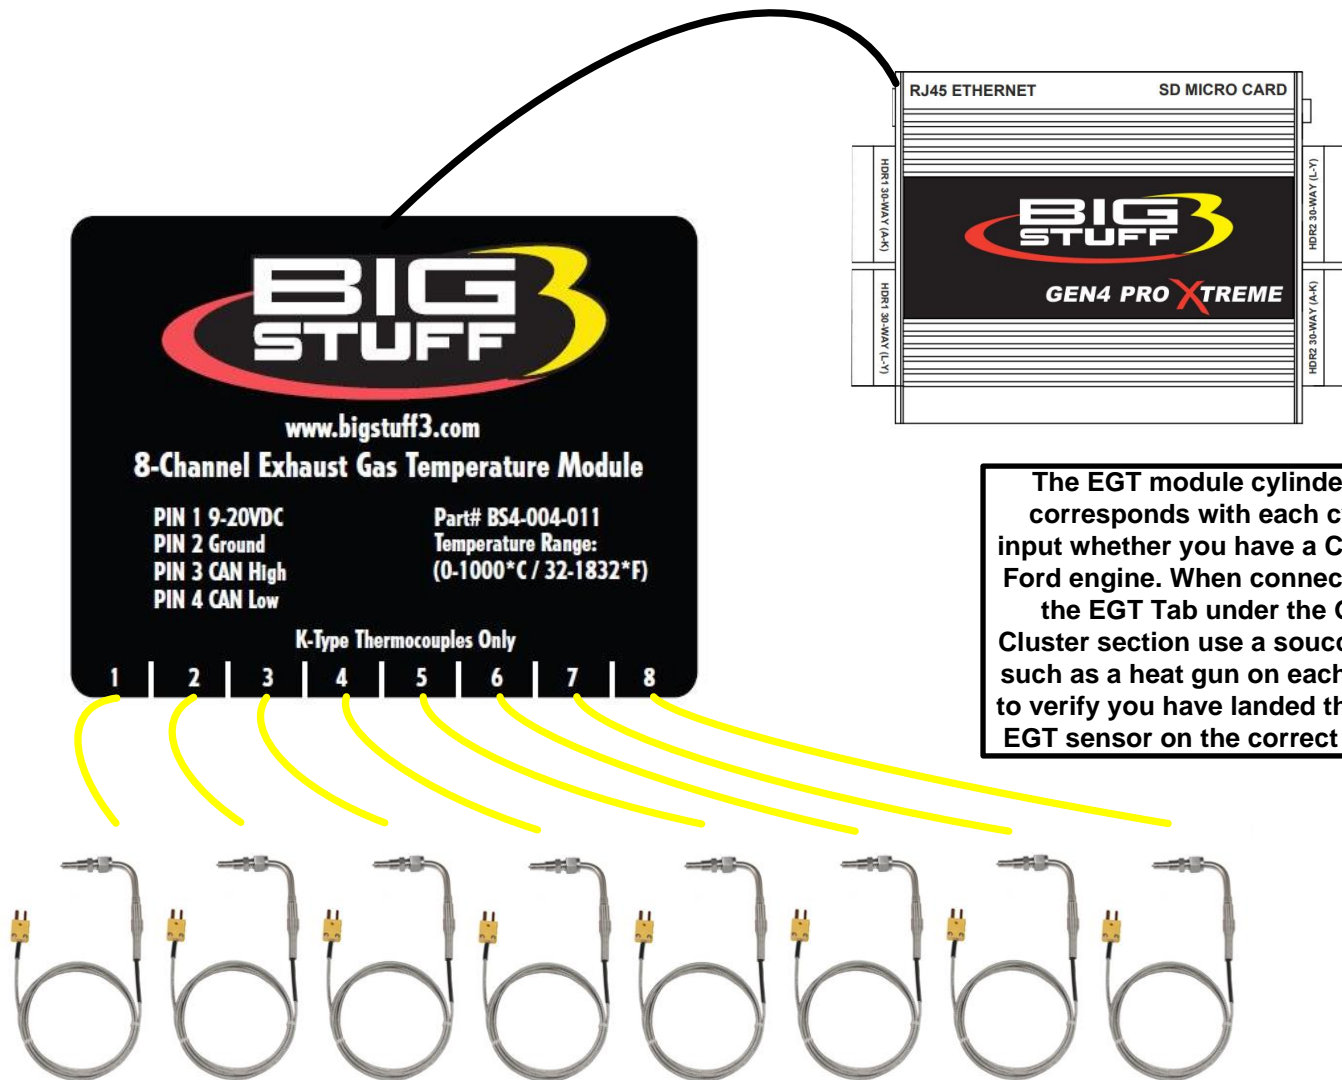 RJ45 ETHERNET
SD MICRO CARD
HDR1 30-WAY (A-K)
HDR1 30-WAY (L-Y)
HDR2 30-WAY (L-Y)
HDR2 30-WAY (A-K)
BIG
STUFF
3
GEN4 PRO XTREME
BIG
STUFF
3
www.bigstuff3.com
8-Channel Exhaust Gas Temperature Module
PIN 1 9-20VDC
PIN 2 Ground
PIN 3 CAN High
PIN 4 CAN Low
Part# BS4-004-011
Temperature Range:
(0-1000*C / 32-1832*F)
K-Type Thermocouples Only
1 2 3 4 5 6 7 8
The EGT module cylinde
corresponds with each c
input whether you have a C
Ford engine. When connec
the EGT Tab under the
Cluster section use a soucc
such as a heat gun on each
to verify you have landed th
EGT sensor on the correct